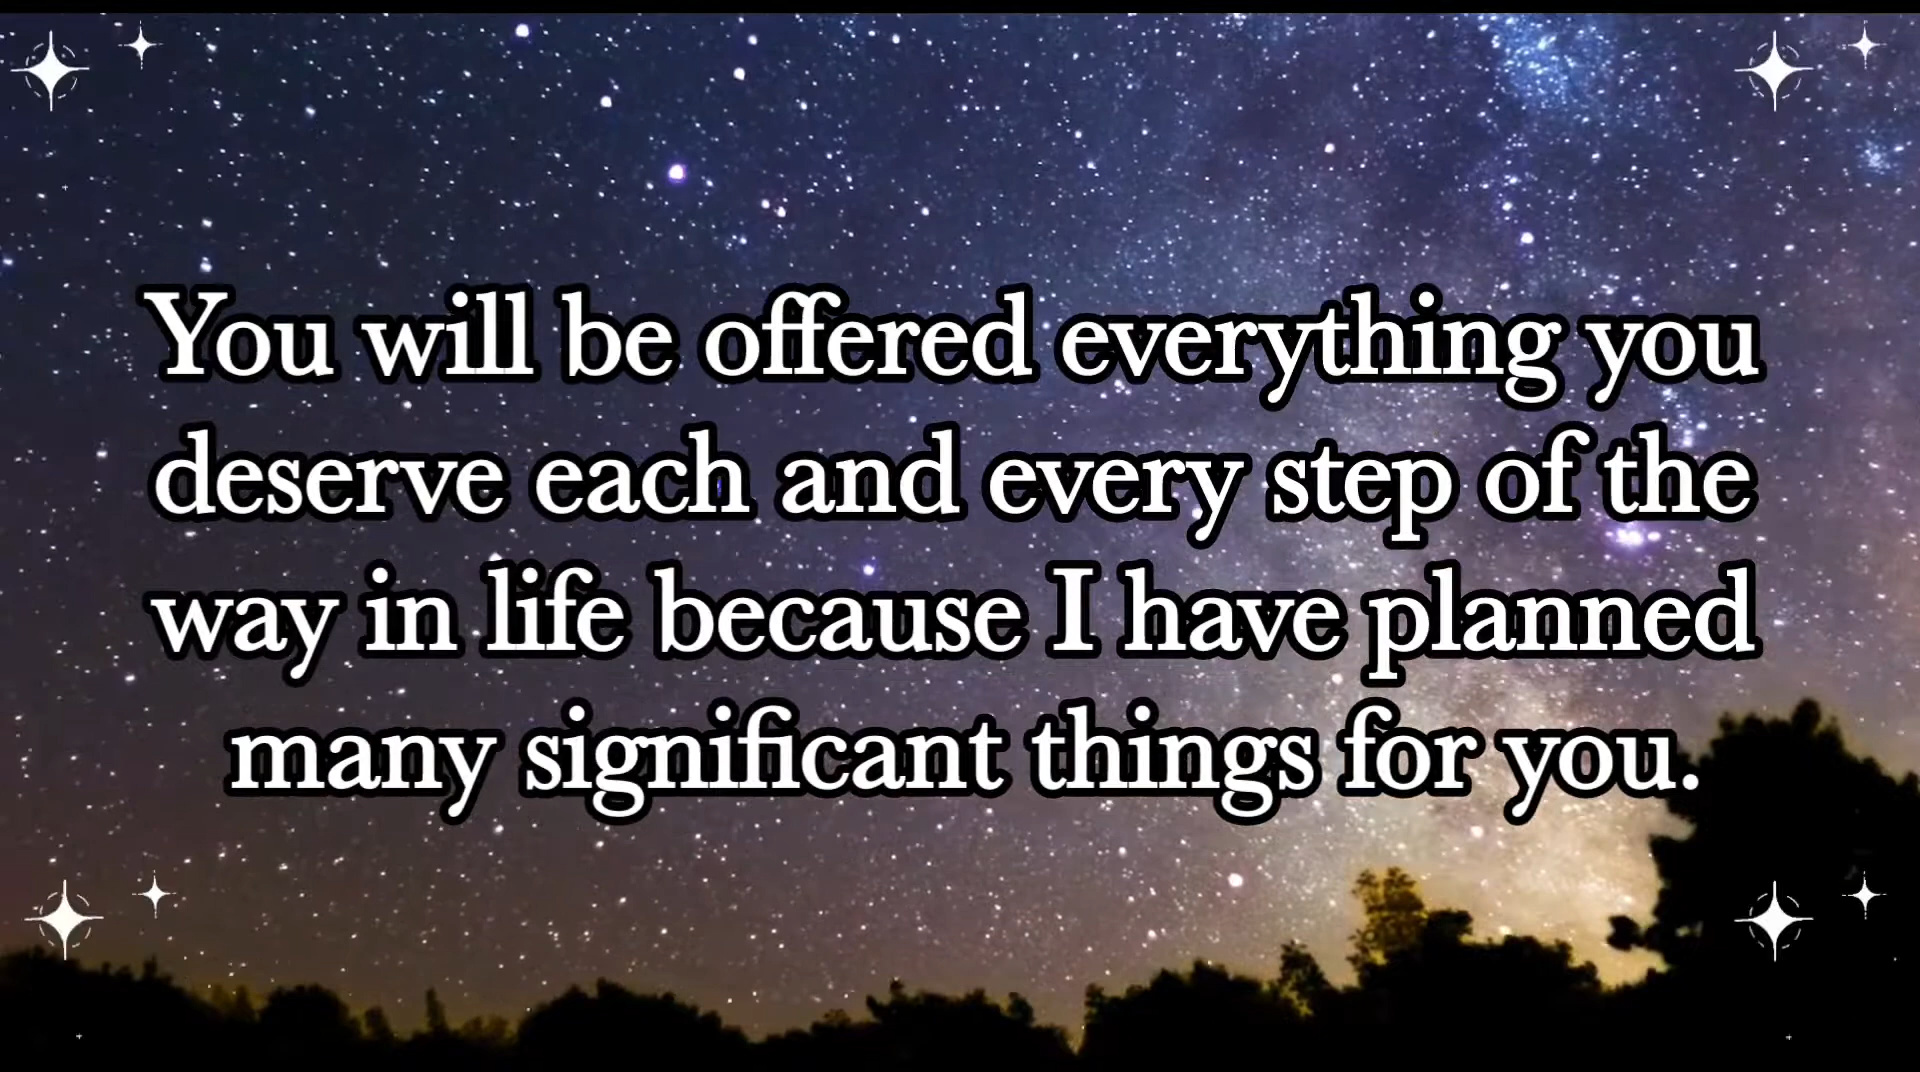 You will be offered everything you
deserve each and every step of the
way in life because I have planned
many significant things for you.